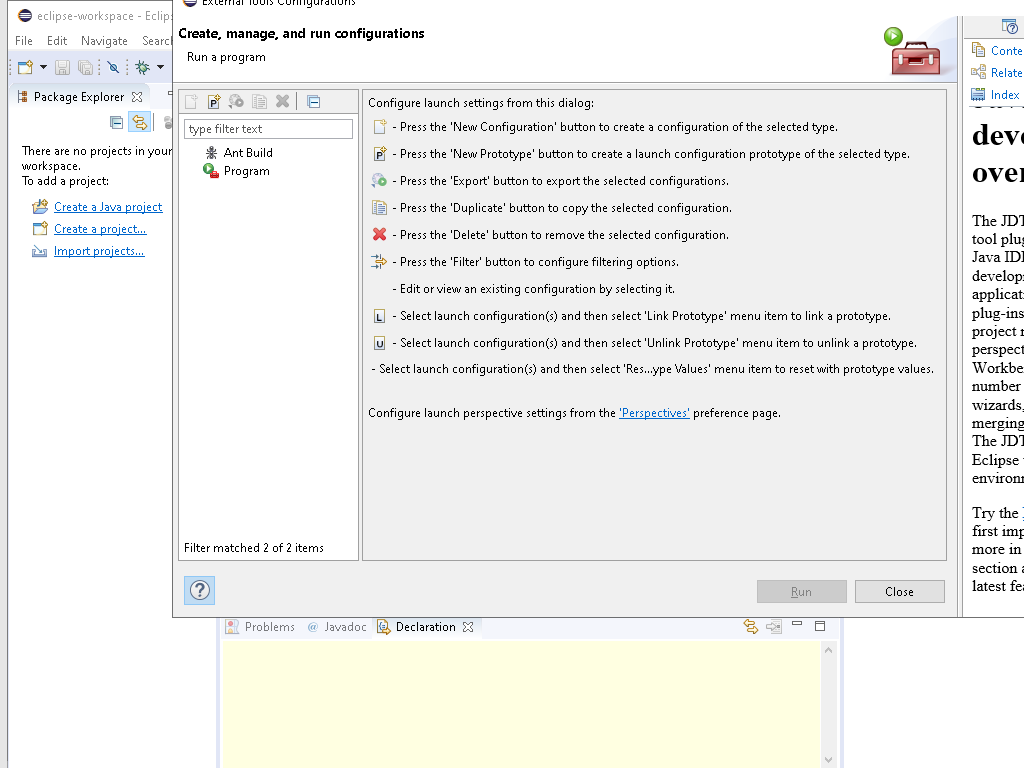 External Tools Configurations
eclipse-workspace - Eclips
Create, manage, and run configurations
File Edit Navigate Search
Run a program
Conte
Relate
Index
Package Explorer
type filter text
Configure launch settings from this dialog:
- Press the 'New Configuration' button to create a configuration of the selected type.
Ant Build
- Press the 'New Prototype' button to create a launch configuration prototype of the selected type.
Program
- Press the 'Export' button to export the selected configurations.
- Press the 'Duplicate' button to copy the selected configuration.
- Press the 'Delete' button to remove the selected configuration.
- Press the 'Filter' button to configure filtering options.
- Edit or view an existing configuration by selecting it.
L - Select launch configuration(s) and then select 'Link Prototype' menu item to link a prototype.
U - Select launch configuration(s) and then select 'Unlink Prototype' menu item to unlink a prototype.
- Select launch configuration(s) and then select 'Res...ype Values' menu item to reset with prototype values.
Configure launch perspective settings from the 'Perspectives' preference page.
There are no projects in your
workspace.
To add a project:
Create a Java project
Create a project...
Import projects...
Filter matched 2 of 2 items
Run
Close
deve
over
The JDT
tool plug
Java IDE
developm
applicati
plug-ins
project n
perspect
Workben
number
wizards,
merging
The JDT
Eclipse
environm
Try the
first imp
more in
section a
latest fea
Problems @ Javadoc Declaration